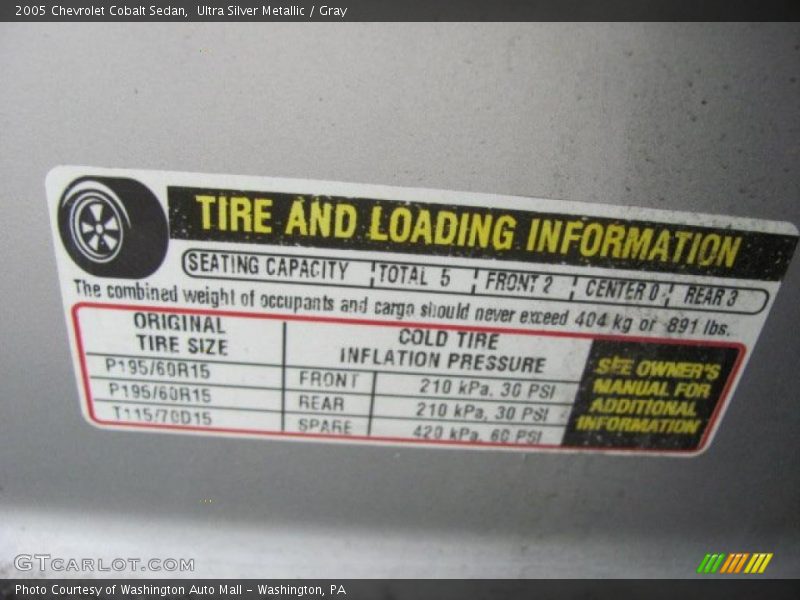 2005 Chevrolet Cobalt Sedan, Ultra Silver Metallic / Gray
TIRE AND LOADING INFORMATION
SEATING CAPACITY TOTAL 5 FRONT 2 CENTER 0 REAR 3
The combined weight of occupants and cargo should never exceed 404 kg or 891 lbs.
ORIGINAL TIRE SIZE
COLD TIRE INFLATION PRESSURE
P195/60R15 FRONT 210 kPa, 30 PSI
P195/60R15 REAR 210 kPa, 30 PSI
T115/70D15 SPARE 420 kPa, 60 PSI
SEE OWNER'S
MANUAL FOR
ADDITIONAL
INFORMATION
GTCARLOT.COM
Photo Courtesy of Washington Auto Mall - Washington, PA